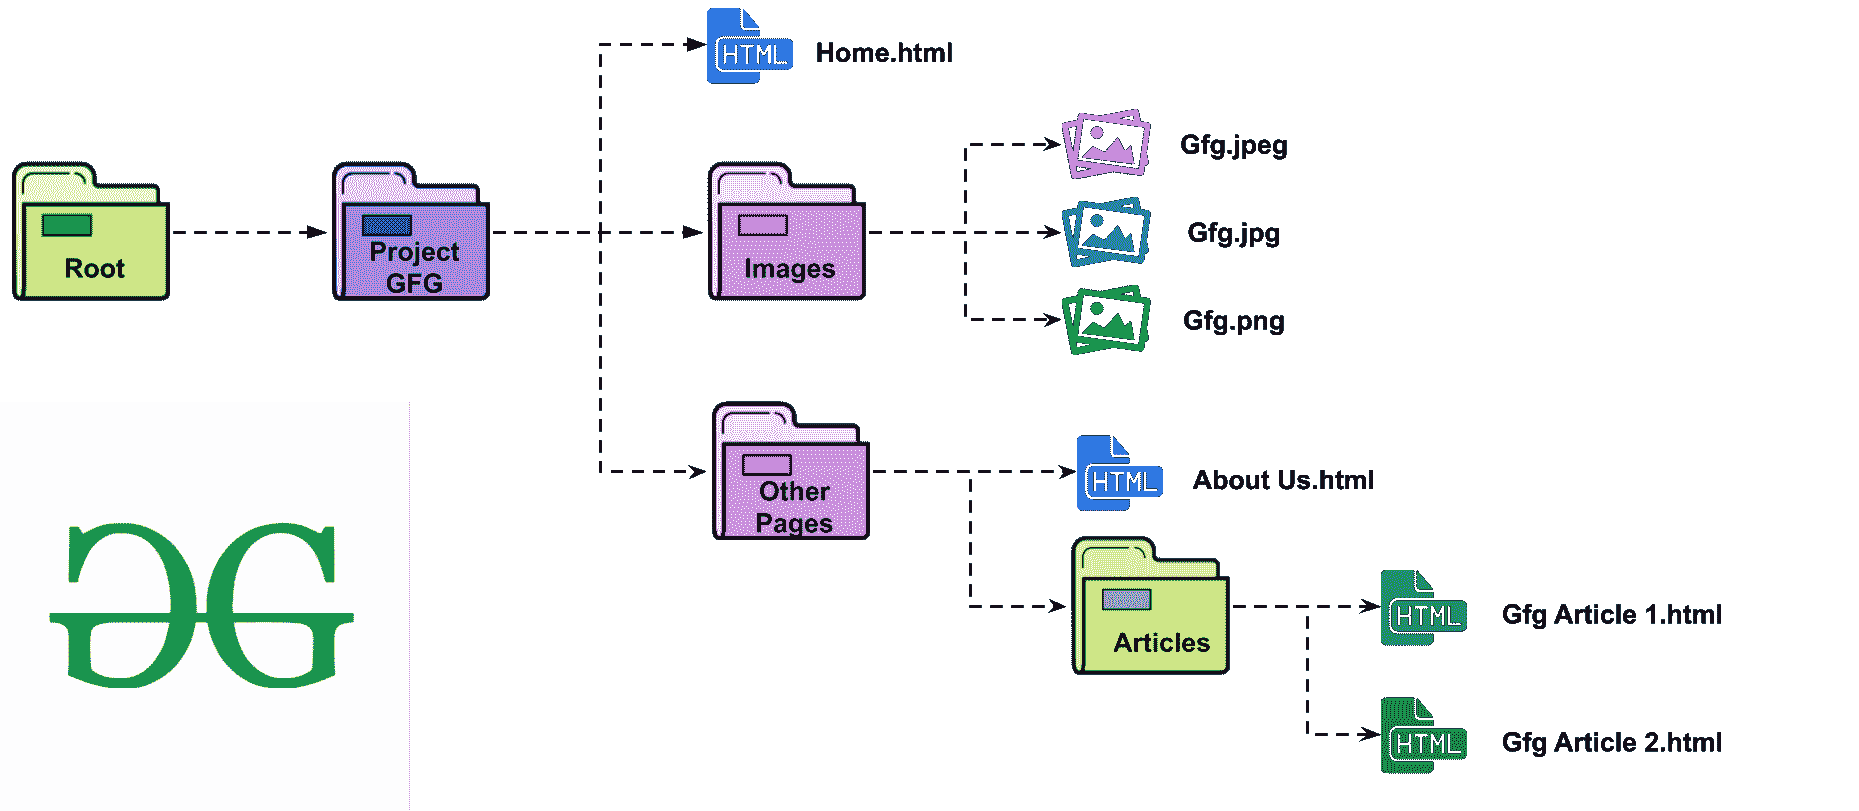 HTML
Home.html
Root
Project
GFG
Images
Gfg.jpeg
Gfg.jpg
Gfg.png
Other
Pages
HTML
About Us.html
Articles
HTML
Gfg Article 1.html
HTML
Gfg Article 2.html